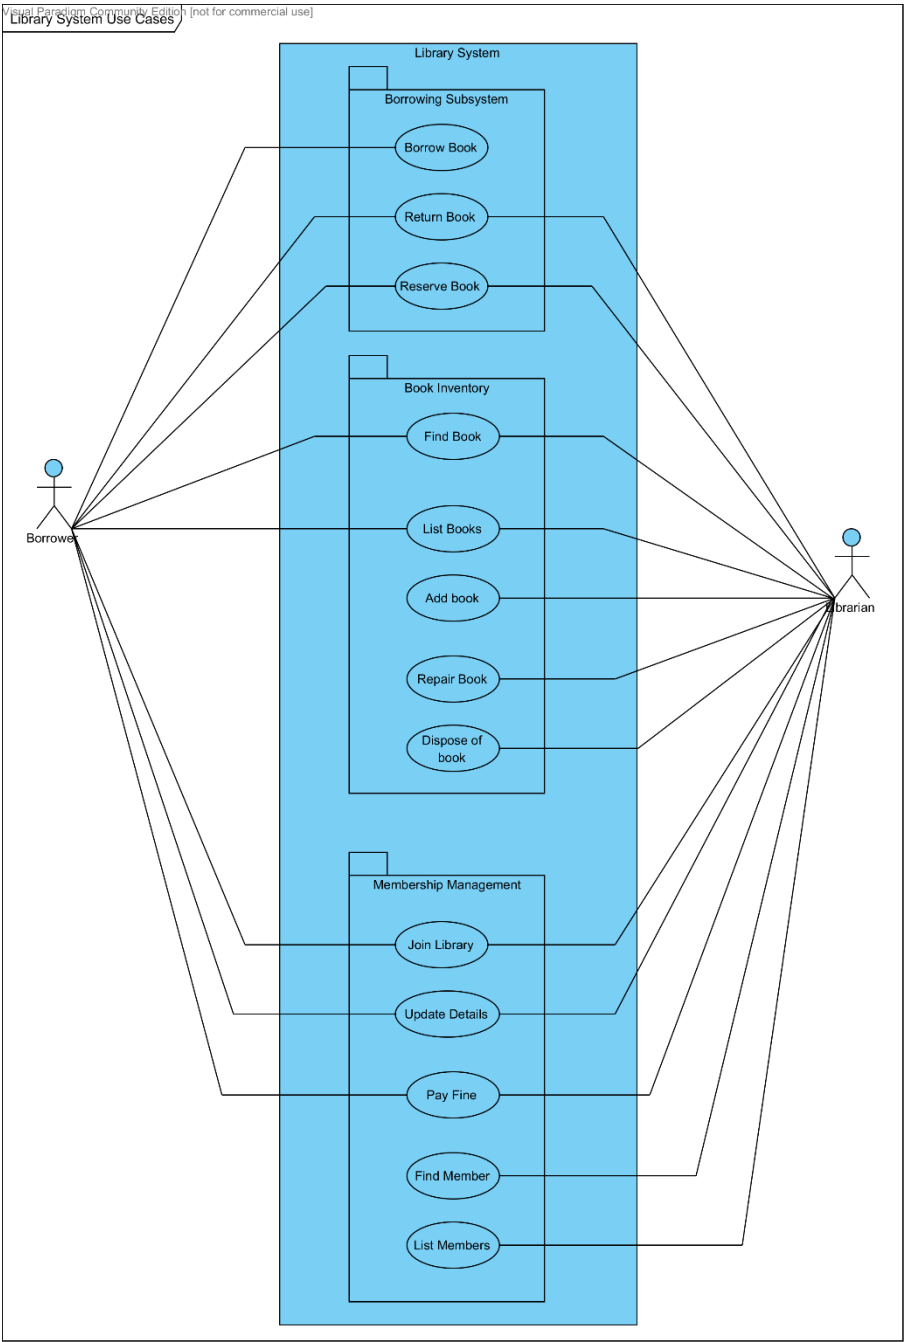 Visual Paradigm Community Edition [not for commercial use]
Library System Use Cases
Library System
Borrowing Subsystem
Borrow Book
Return Book
Reserve Book
Book Inventory
Find Book
List Books
Borrower
Add book
Librarian
Repair Book
Dispose of
book
Membership Management
Join Library
Update Details
Pay Fine
Find Member
List Members